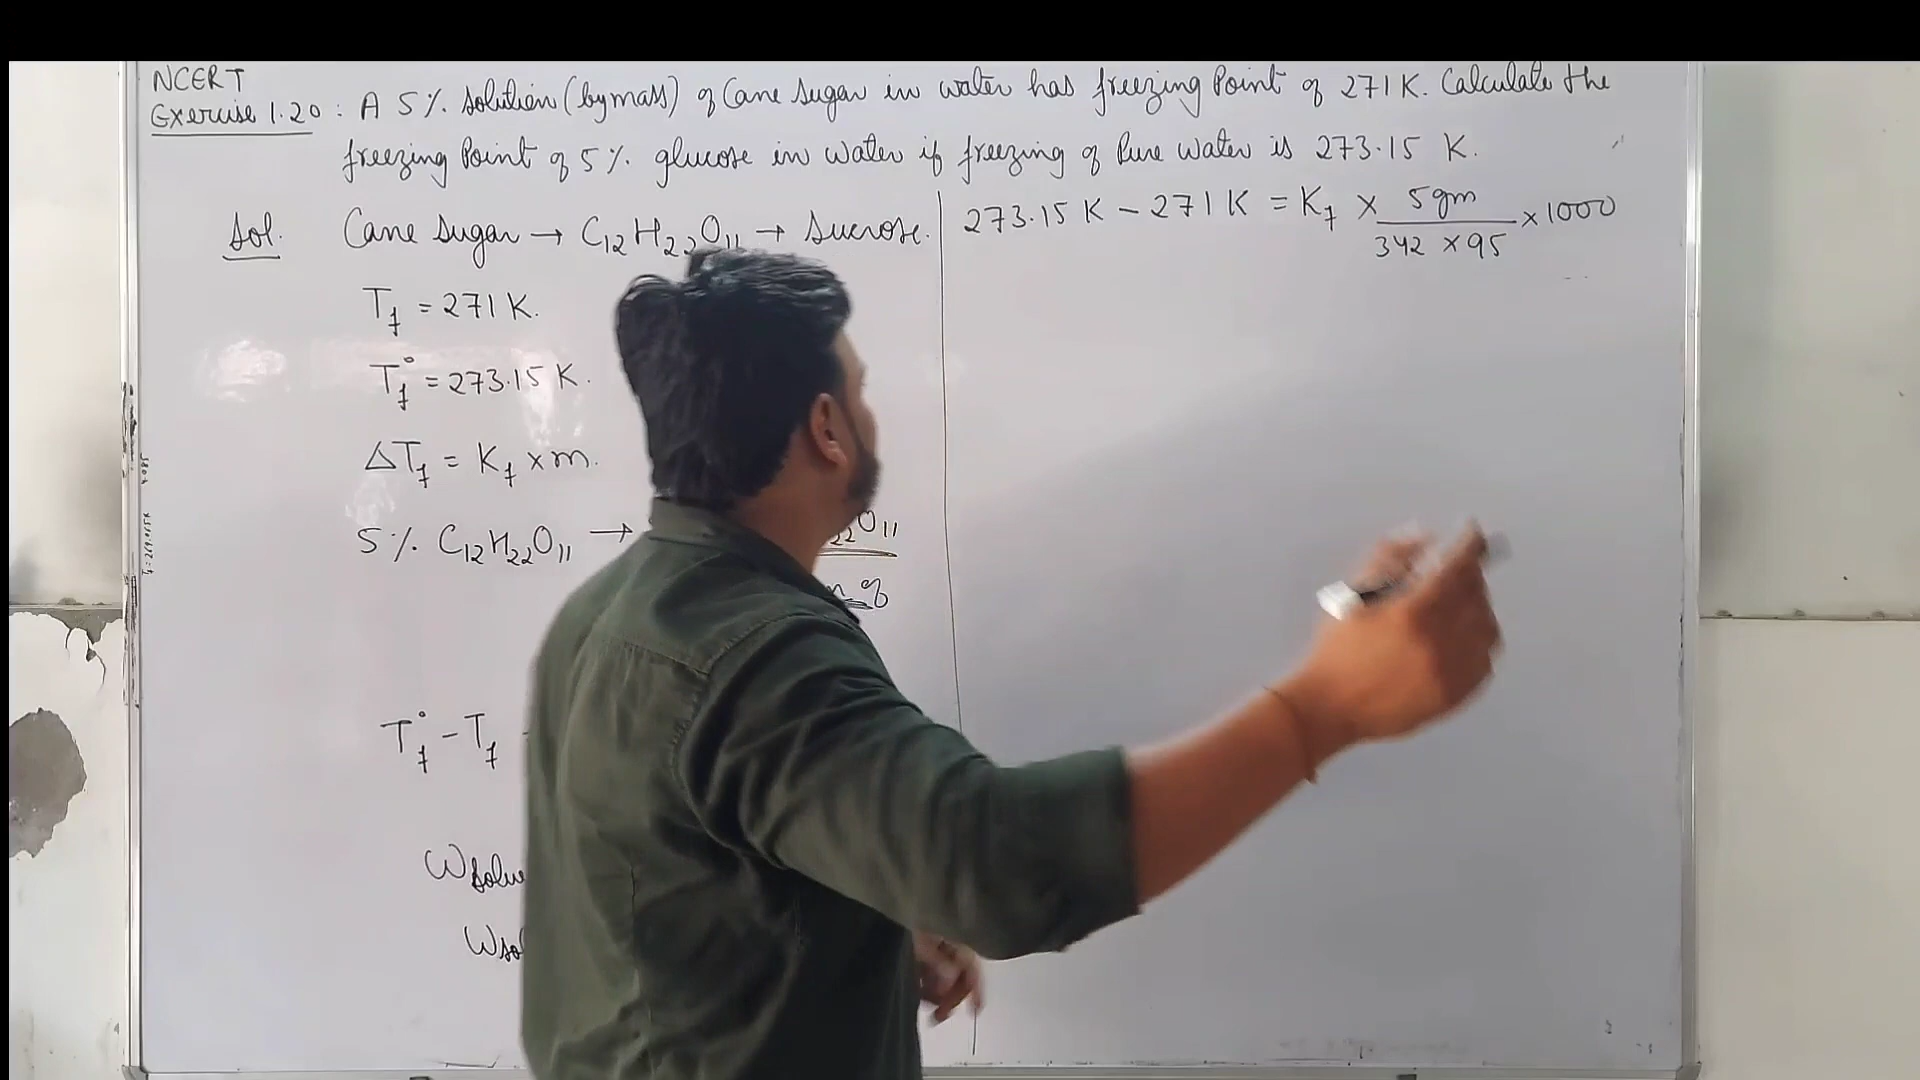 NCERT
Exercise 1.20 : A 5 % solution (by mass) of Cane sugar in water has freezing Point of 271 K. Calculate the
freezing Point of 5 % glucose in water if freezing of Pure water is 273.15 K.
Sol. Cane sugar → C12H22O11 → Sucrose.
Tf = 271 K.
Tf° = 273.15 K.
ΔTf = Kf × m.
5 % C12H22O11 → 22O11
Tf° - Tf
273.15 K - 271 K = Kf × 5 gm / 342 × 95 × 1000